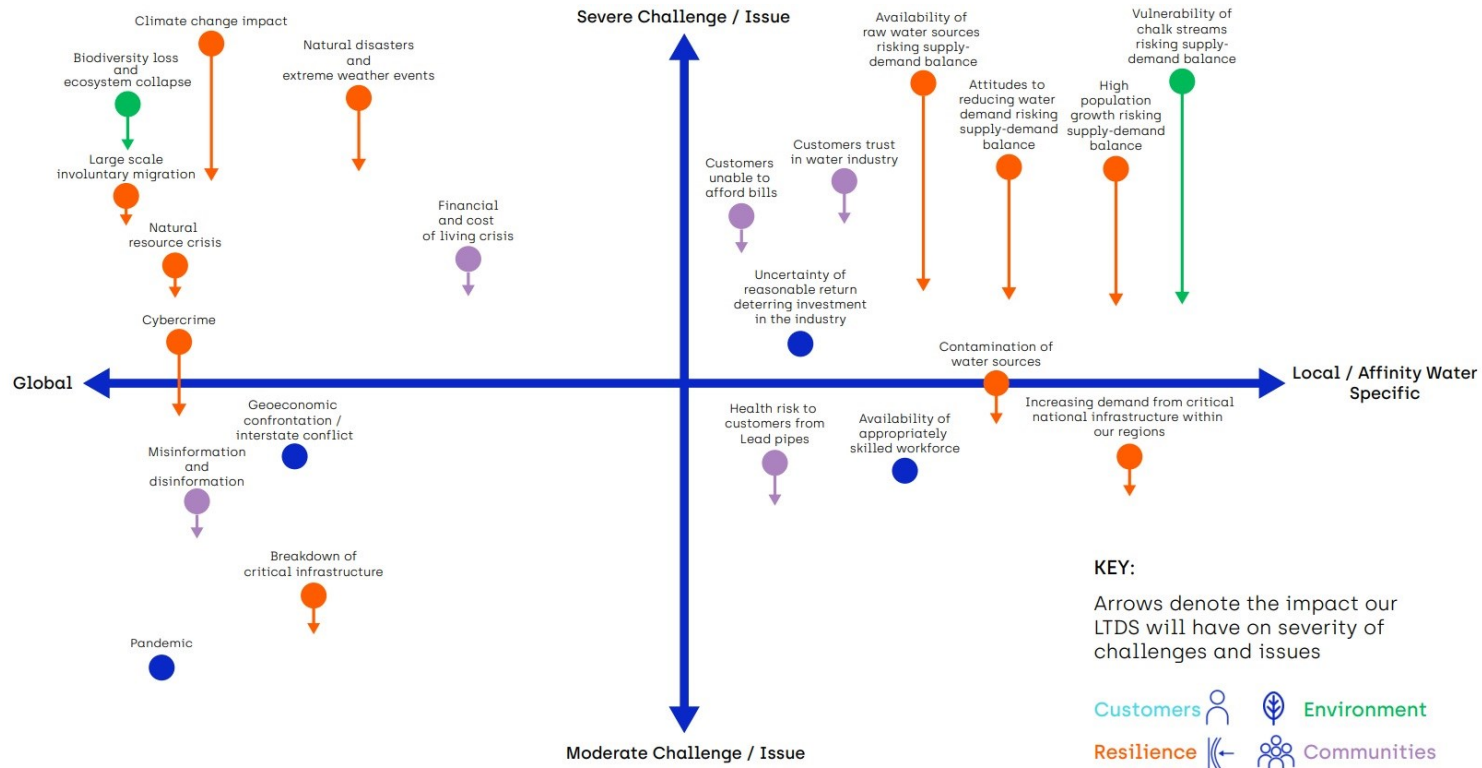 Severe Challenge / Issue
Climate change impact
Biodiversity loss
and
ecosystem collapse
Natural disasters
and
extreme weather events
Large scale
involuntary migration
Natural
resource crisis
Financial
and cost
of living crisis
Cybercrime
Customers
unable to
afford bills
Customers trust
in water industry
Availability of
raw water sources
risking supply-
demand balance
Attitudes to
reducing water
demand risking
supply-demand
balance
High
population
growth risking
supply-demand
balance
Vulnerability of
chalk streams
risking supply-
demand balance
Uncertainty of
reasonable return
deterring investment
in the industry
Contamination of
water sources
Global
Local / Affinity Water
Specific
Geoeconomic
confrontation /
interstate conflict
Misinformation
and
disinformation
Breakdown of
critical infrastructure
Pandemic
Health risk to
customers from
Lead pipes
Availability of
appropriately
skilled workforce
Increasing demand from critical
national infrastructure within
our regions
Moderate Challenge / Issue
KEY:
Arrows denote the impact our
LTDS will have on severity of
challenges and issues
Customers
Environment
Resilience
Communities